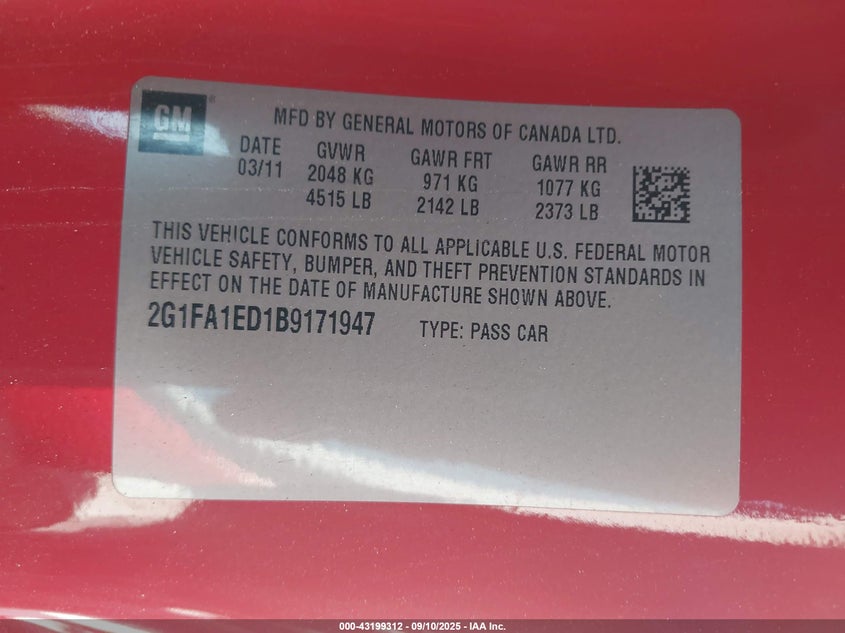 GM®
MFD BY GENERAL MOTORS OF CANADA LTD.
DATE GVWR GAWR FRT GAWR RR
03/11 2048 KG 971 KG 1077 KG
4515 LB 2142 LB 2373 LB
THIS VEHICLE CONFORMS TO ALL APPLICABLE U.S. FEDERAL MOTOR
VEHICLE SAFETY, BUMPER, AND THEFT PREVENTION STANDARDS IN
EFFECT ON THE DATE OF MANUFACTURE SHOWN ABOVE.
2G1FA1ED1B9171947 TYPE: PASS CAR
000-43199312 - 09/10/2025 - IAA Inc.